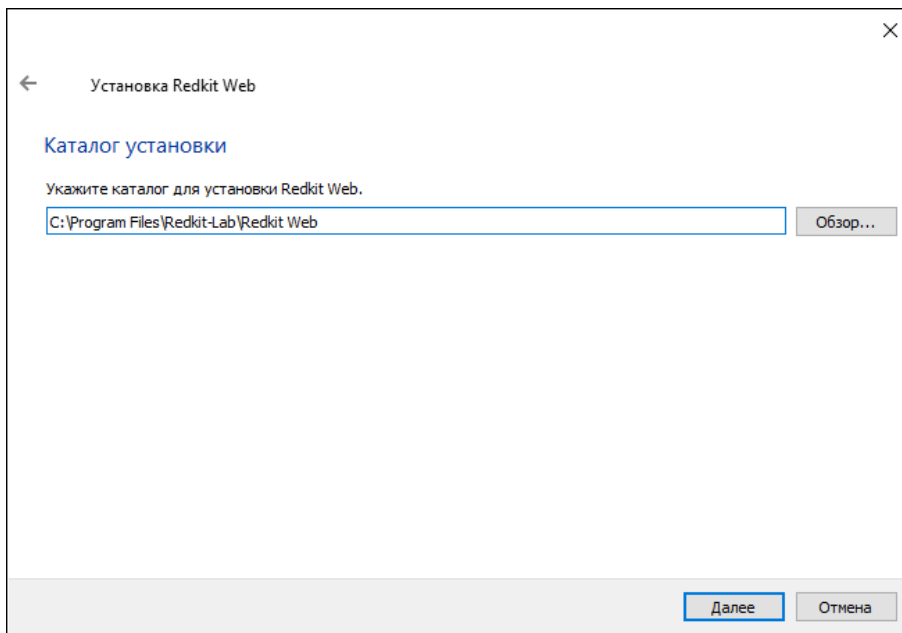 Установка Redkit Web
Каталог установки
Укажите каталог для установки Redkit Web.
C:\Program Files\Redkit-Lab\Redkit Web
Обзор...
Далее
Отмена